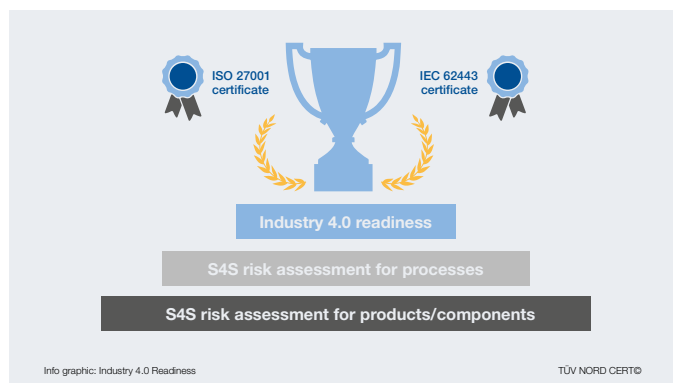 ISO 27001
certificate
IEC 62443
certificate
Industry 4.0 readiness
S4S risk assessment for processes
S4S risk assessment for products/components
Info graphic: Industry 4.0 Readiness
TÜV NORD CERT©